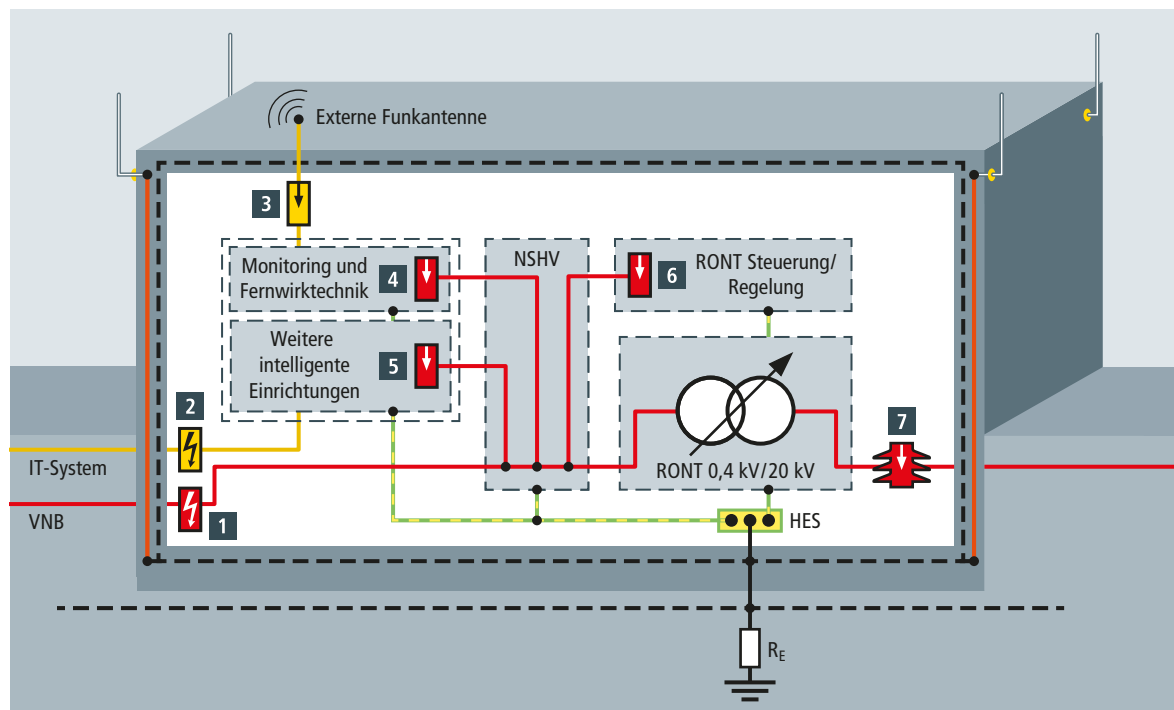 Externe Funkantenne
3
Monitoring und
Fernwirktechnik
4
NSHV
6
RONT Steuerung/
Regelung
Weitere
intelligente
Einrichtungen
5
2
7
IT-System
RONT 0,4 kV/20 kV
VNB
1
HES
RE